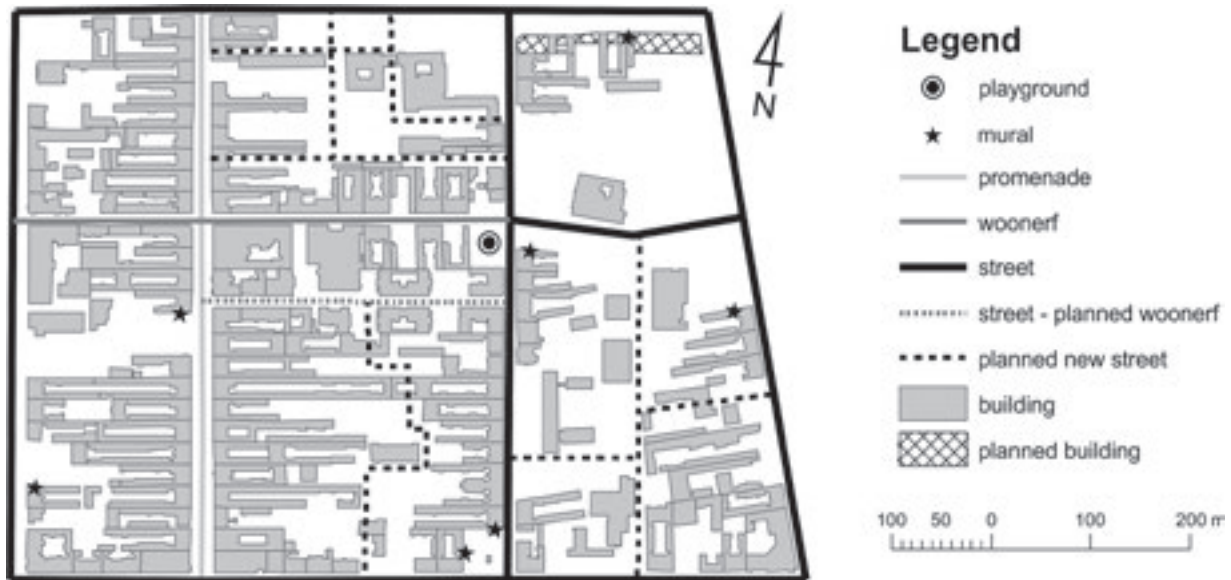 N
Legend
playground
mural
promenade
woonerf
street
street - planned woonerf
planned new street
building
planned building
100 50 0 100 200 m